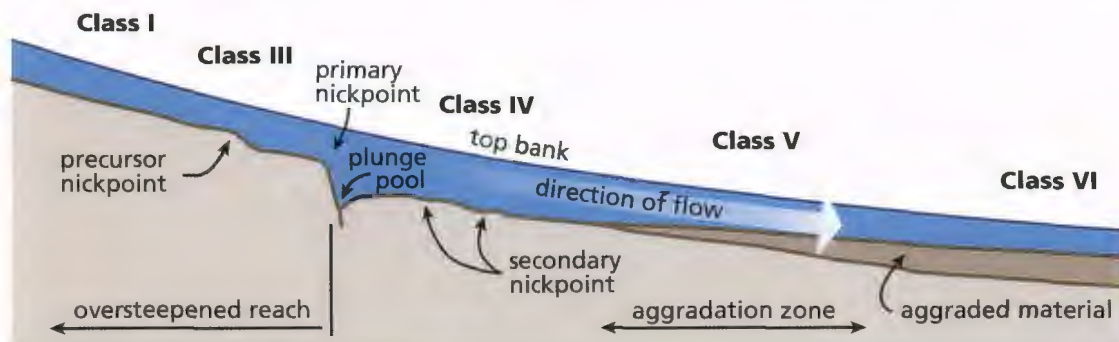 Class I
Class III
primary
nickpoint
Class IV
top bank
Class V
Class VI
precursor
nickpoint
plunge
pool
direction of flow
secondary
nickpoint
oversteepened reach
aggradation zone
aggraded material